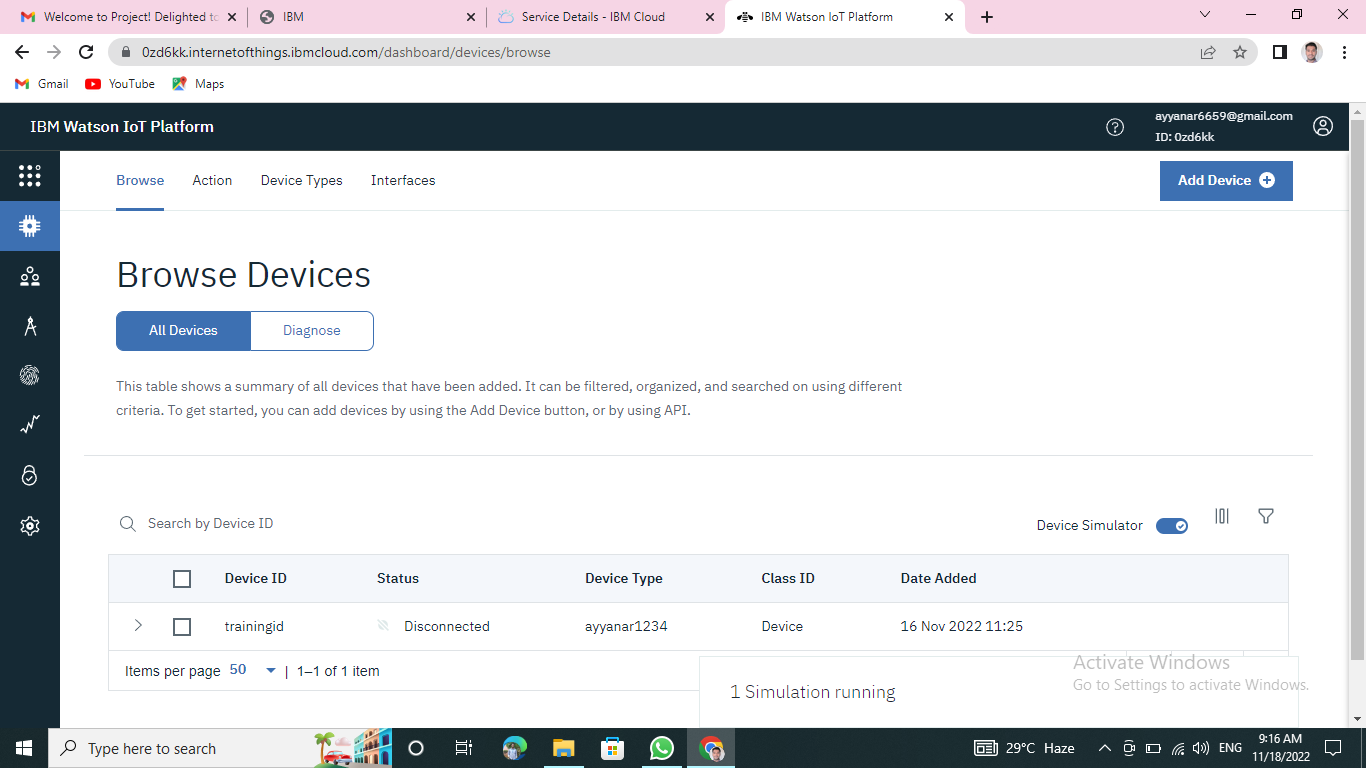 Welcome to Project! Delighted to
IBM
Service Details - IBM Cloud
IBM Watson IoT Platform
0zd6kk.internetofthings.ibmcloud.com/dashboard/devices/browse
Gmail
YouTube
Maps
IBM Watson IoT Platform
ayyanar6659@gmail.com
ID: 0zd6kk
Browse
Action
Device Types
Interfaces
Add Device
Browse Devices
All Devices
Diagnose
This table shows a summary of all devices that have been added. It can be filtered, organized, and searched on using different
criteria. To get started, you can add devices by using the Add Device button, or by using API.
Search by Device ID
Device Simulator
Device ID Status Device Type Class ID Date Added
trainingid Disconnected ayyanar1234 Device 16 Nov 2022 11:25
Items per page 50 | 1–1 of 1 item
1 Simulation running
Activate Windows
Go to Settings to activate Windows.
Type here to search
29°C Haze
ENG
9:16 AM
11/18/2022